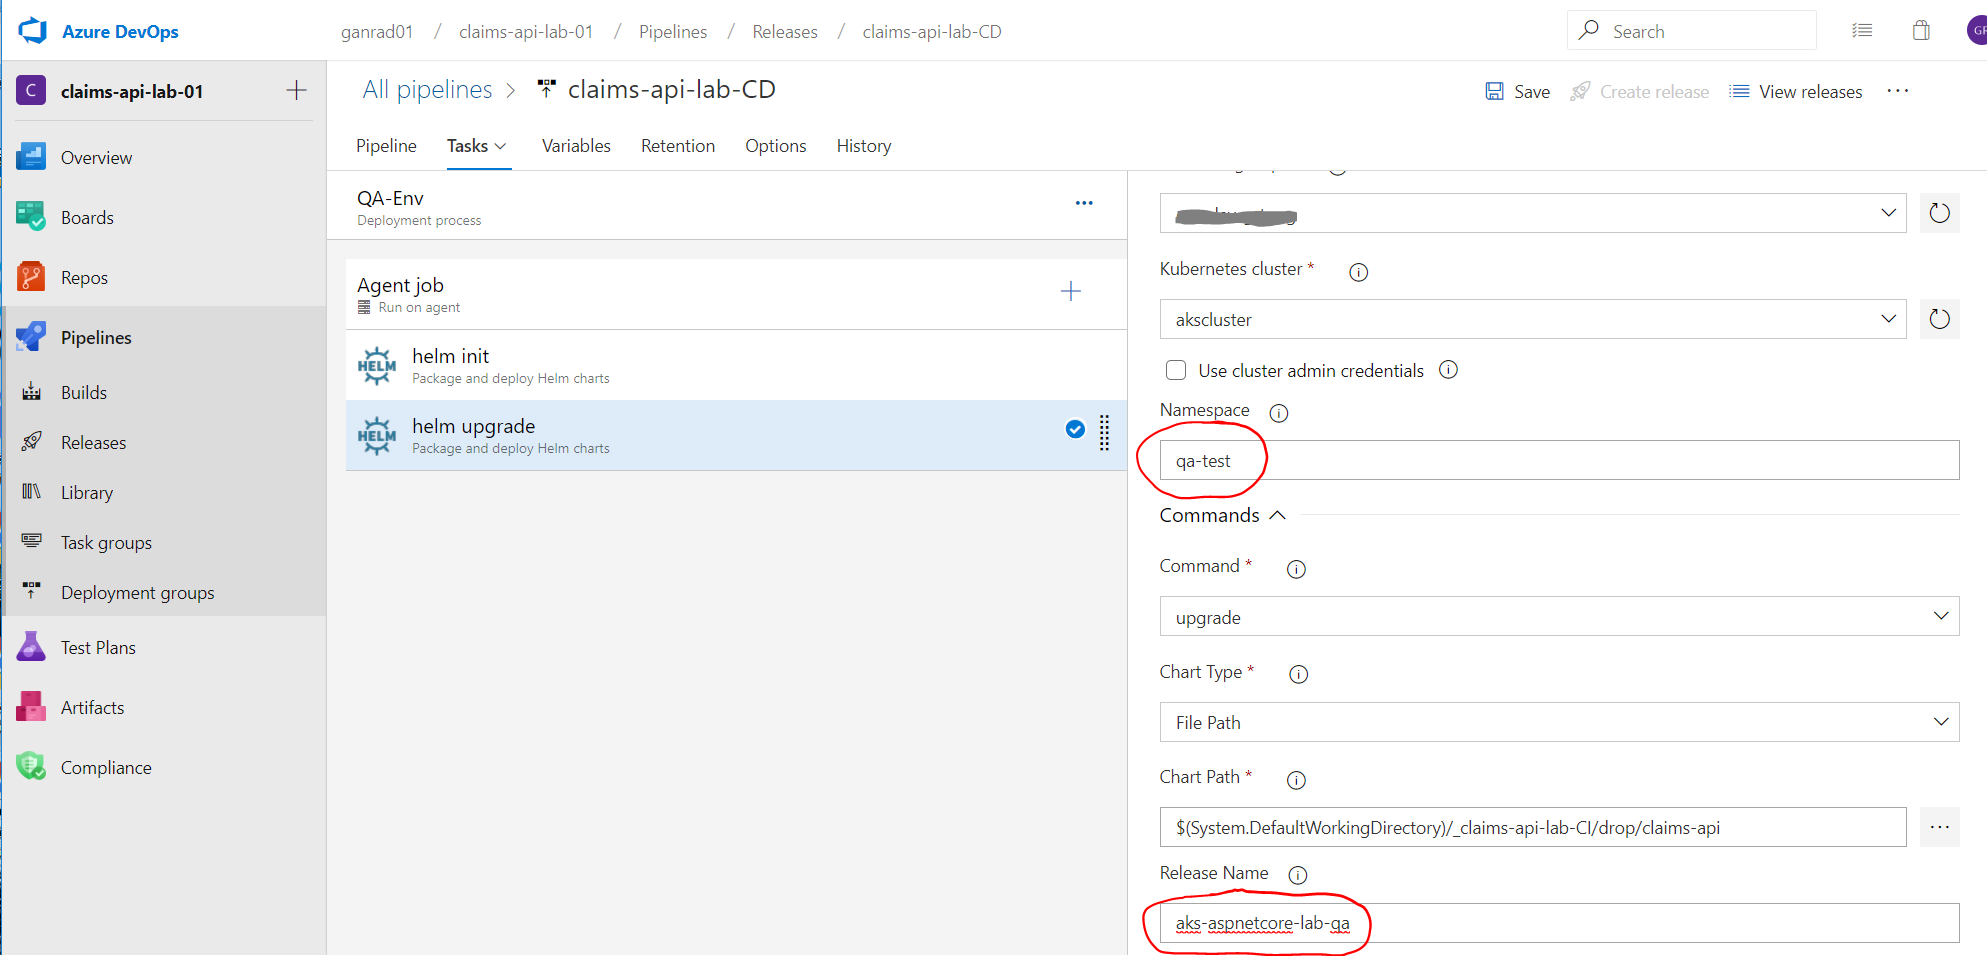 Azure DevOps
ganrad01 / claims-api-lab-01 / Pipelines / Releases / claims-api-lab-CD
Search
GR
C claims-api-lab-01
Overview
Boards
Repos
Pipelines
Builds
Releases
Library
Task groups
Deployment groups
Test Plans
Artifacts
Compliance
All pipelines > claims-api-lab-CD
Save
Create release
View releases
Pipeline
Tasks
Variables
Retention
Options
History
QA-Env
Deployment process
Agent job
Run on agent
HELM
helm init
Package and deploy Helm charts
HELM
helm upgrade
Package and deploy Helm charts
Kubernetes cluster *
akscluster
Use cluster admin credentials
Namespace
qa-test
Commands
Command *
upgrade
Chart Type *
File Path
Chart Path *
$(System.DefaultWorkingDirectory)/_claims-api-lab-CI/drop/claims-api
Release Name
aks-aspnetcore-lab-qa